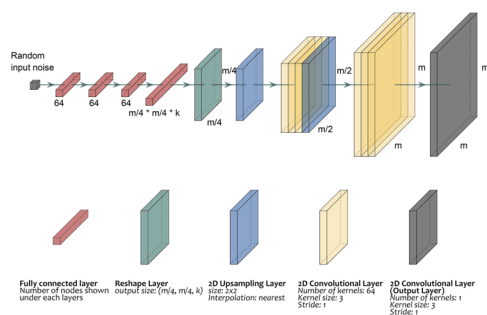 Random
input noise
64
64
64
m/4 * m/4 * k
m/4
m/4
m/2
m/2
m
m
m
m
Fully connected layer
Number of nodes shown
under each layers
Reshape Layer
output size: (m/4, m/4, k)
2D Upsampling Layer
size: 2x2
Interpolation: nearest
2D Convolutional Layer
Number of kernels: 64
Kernel size: 3
Stride: 1
2D Convolutional Layer
(Output Layer)
Number of kernels: 1
Kernel size: 3
Stride: 1